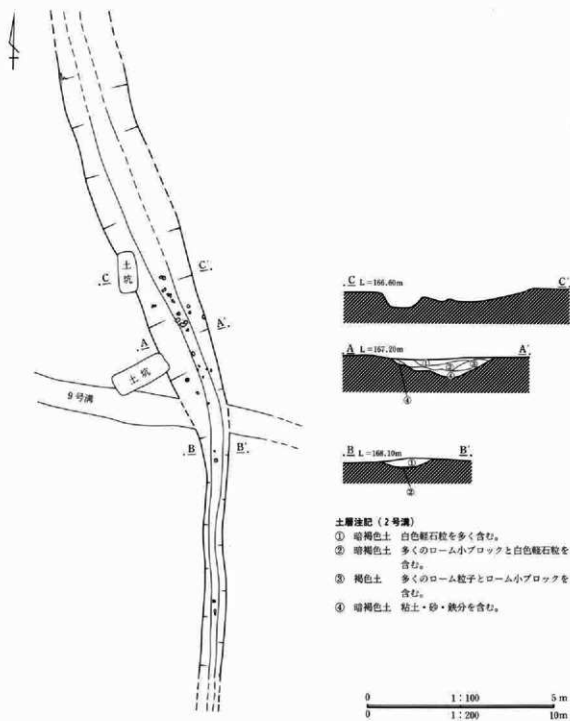 土坑
C
C′
A′
A
土坑
9号溝
B
B′
C L=166.60m C′
A L=167.20m A′
①
②
③
④
④
B L=168.10m B′
①
②
土層注記（2号溝）
① 暗褐色土 白色軽石粒を多く含む。
② 暗褐色土 多くのローム小ブロックと白色軽石粒を
含む。
③ 褐色土 多くのローム粒子とローム小ブロックを
含む。
④ 暗褐色土 粘土・砂・鉄分を含む。
0 1:100 5m
0 1:200 10m